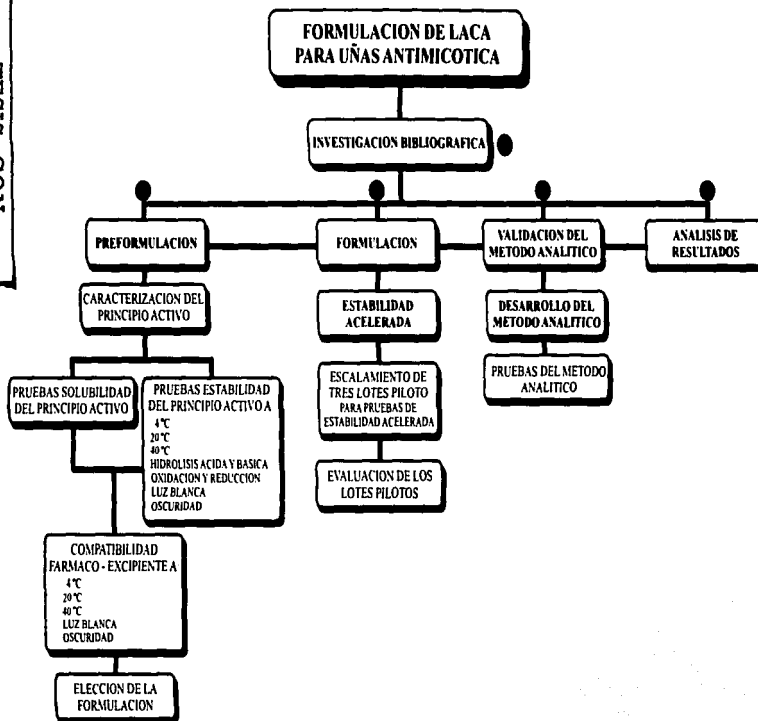 FORMULACION DE LACA
PARA UÑAS ANTIMICOTICA
INVESTIGACION BIBLIOGRAFICA
PREFORMULACION
FORMULACION
VALIDACION DEL
METODO ANALITICO
ANALISIS DE
RESULTADOS
CARACTERIZACION DEL
PRINCIPIO ACTIVO
ESTABILIDAD
ACELERADA
DESARROLLO DEL
METODO ANALITICO
PRUEBAS SOLUBILIDAD
DEL PRINCIPIO ACTIVO
PRUEBAS ESTABILIDAD
DEL PRINCIPIO ACTIVO A
4 °C
20 °C
40 °C
HIDROLISIS ACIDA Y BASICA
OXIDACION Y REDUCCION
LUZ BLANCA
OSCURIDAD
ESCALAMIENTO DE
TRES LOTES PILOTO
PARA PRUEBAS DE
ESTABILIDAD ACELERADA
PRUEBAS DEL METODO
ANALITICO
EVALUACION DE LOS
LOTES PILOTOS
COMPATIBILIDAD
FARMACO - EXCIPIENTE A
4 °C
20 °C
40 °C
LUZ BLANCA
OSCURIDAD
ELECCION DE LA
FORMULACION